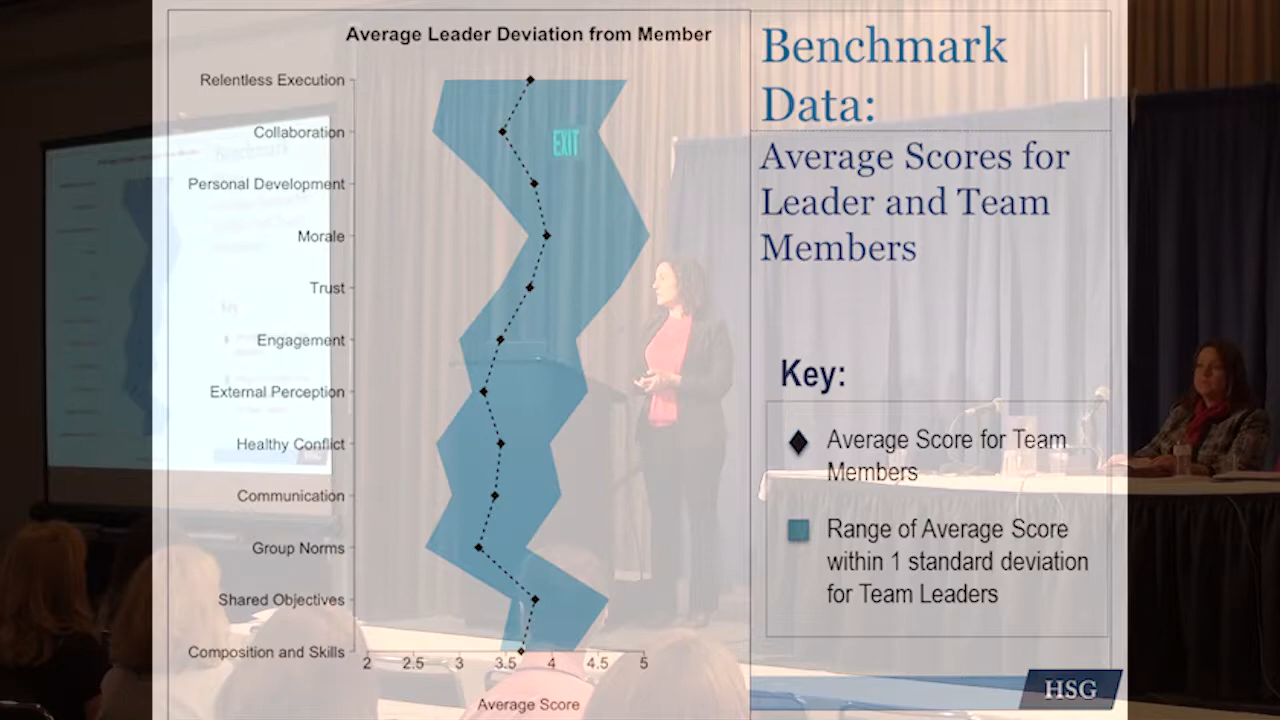 Average Leader Deviation from Member
Relentless Execution
Collaboration
Personal Development
Morale
Trust
Engagement
External Perception
Healthy Conflict
Communication
Group Norms
Shared Objectives
Composition and Skills
2 2.5 3 3.5 4 4.5 5
Average Score
EXIT
Benchmark
Data:
Average Scores for
Leader and Team
Members
Key:
Average Score for Team
Members
Range of Average Score
within 1 standard deviation
for Team Leaders
HSG
Benchmark